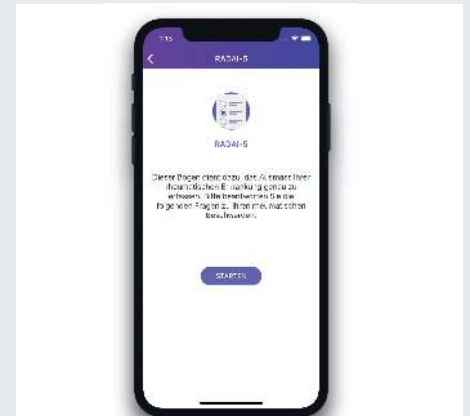 RADAI-5
RADAI-5
Dieser Bogen dient dazu, das Ausmass Ihrer
rheumatischen Erkrankung genau zu
erfassen. Bitte beantworten Sie die
folgenden Fragen zu Ihren rheumatischen
Beschwerden.
STARTEN